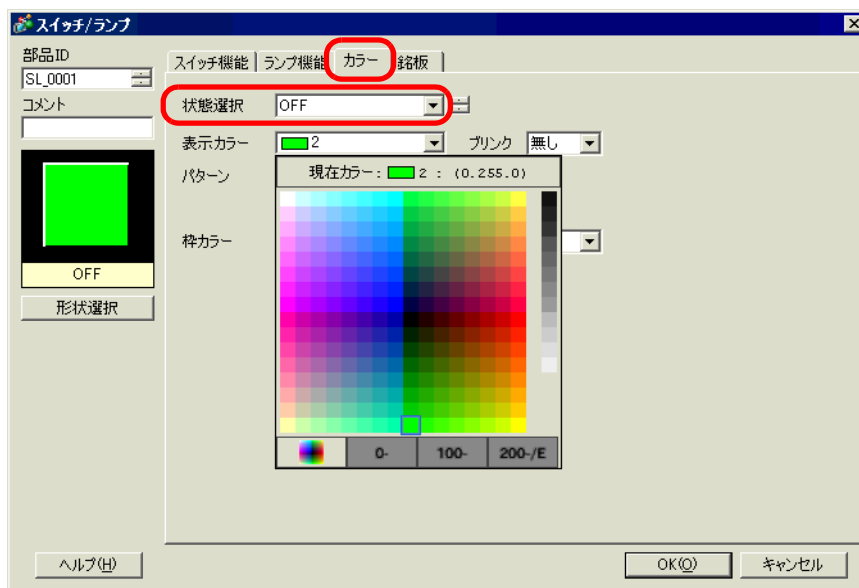 スイッチ/ランプ
部品ID
SL_0001
コメント
OFF
形状選択
スイッチ機能 ランプ機能 カラー 銘板
状態選択 OFF
表示カラー 2 ブリンク 無し
パターン
現在カラー: 2 : (0.255.0)
枠カラー
0- 100- 200-/E
ヘルプ(H) OK(O) キャンセル